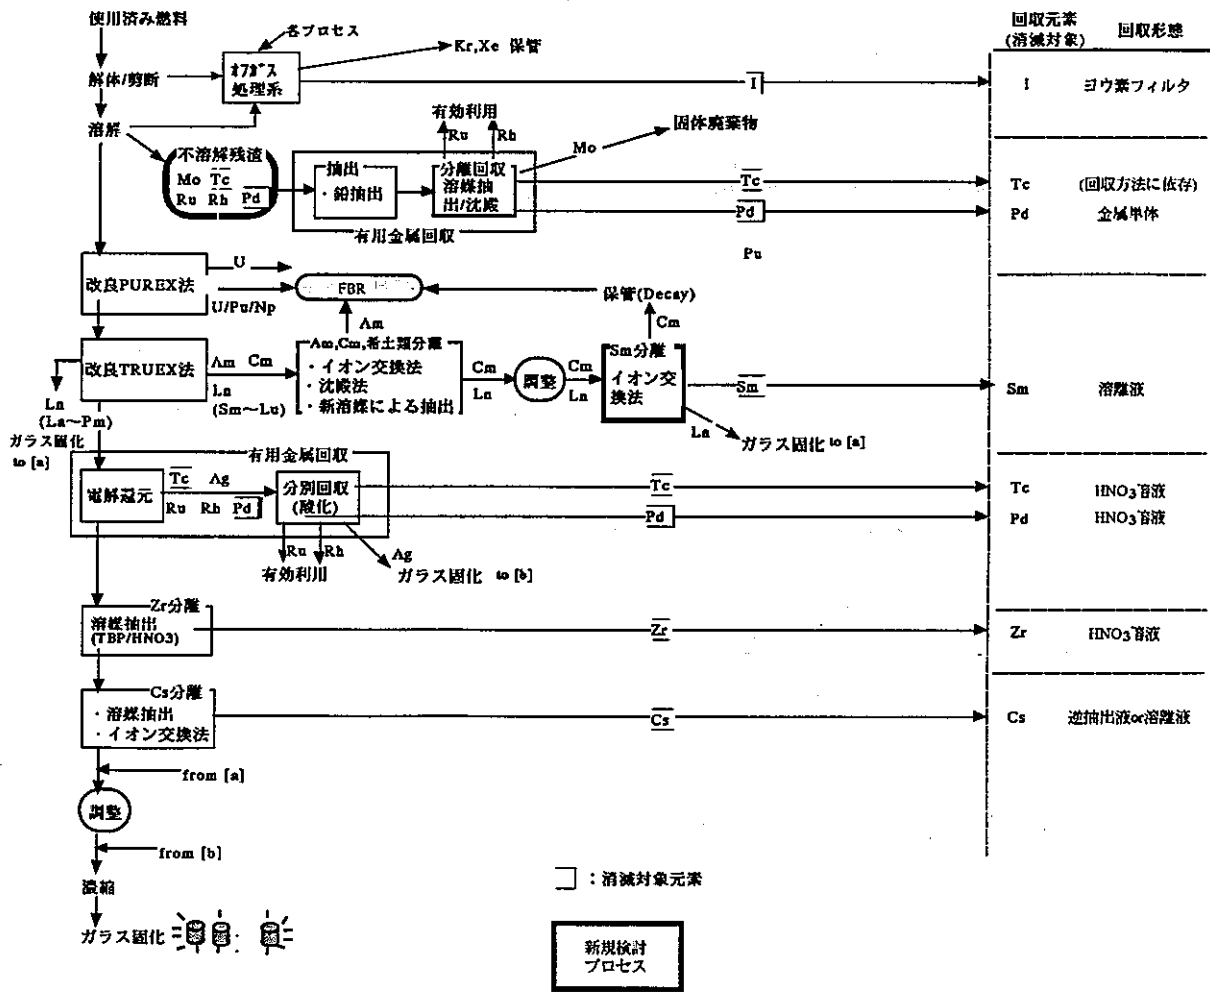 使用済み燃料
各プロセス
Kr,Xe 保管
回収元素
(消滅対象)
回収形態
解体/剪断
オフガス
処理系
I
I
ヨウ素フィルタ
溶解
有効利用
Ru
Rh
固体廃棄物
Mo
不溶解残渣
Mo Tc
Ru Rh Pd
抽出
・鉛抽出
分離回収
溶媒抽
出/沈殿
有用金属回収
Tc
Tc
(回収方法に依存)
Pd
Pd
金属単体
Pu
改良PUREX法
U
U/Pu/Np
FBR
保管(Decay)
Am
Cm
改良TRUEX法
Am Cm
Ln
(Sm～Lu)
Am,Cm,希土類分離
・イオン交換法
・沈殿法
・新溶媒による抽出
Cm
Ln
調整
Cm
Ln
Sm分離
イオン交
換法
Sm
Sm
溶離液
Ln
(La～Pm)
ガラス固化
to [a]
Ln
ガラス固化 to [a]
有用金属回収
電解還元
Tc Ag
Ru Rh Pd
分別回収
(酸化)
Tc
Tc
HNO3溶液
Pd
Pd
HNO3溶液
Ru
Rh
Ag
有効利用
ガラス固化 to [b]
Zr分離
溶媒抽出
(TBP/HNO3)
Zr
Zr
HNO3溶液
Cs分離
・溶媒抽出
・イオン交換法
Cs
Cs
逆抽出液or溶離液
from [a]
調整
from [b]
濃縮
ガラス固化
：消滅対象元素
新規検討
プロセス